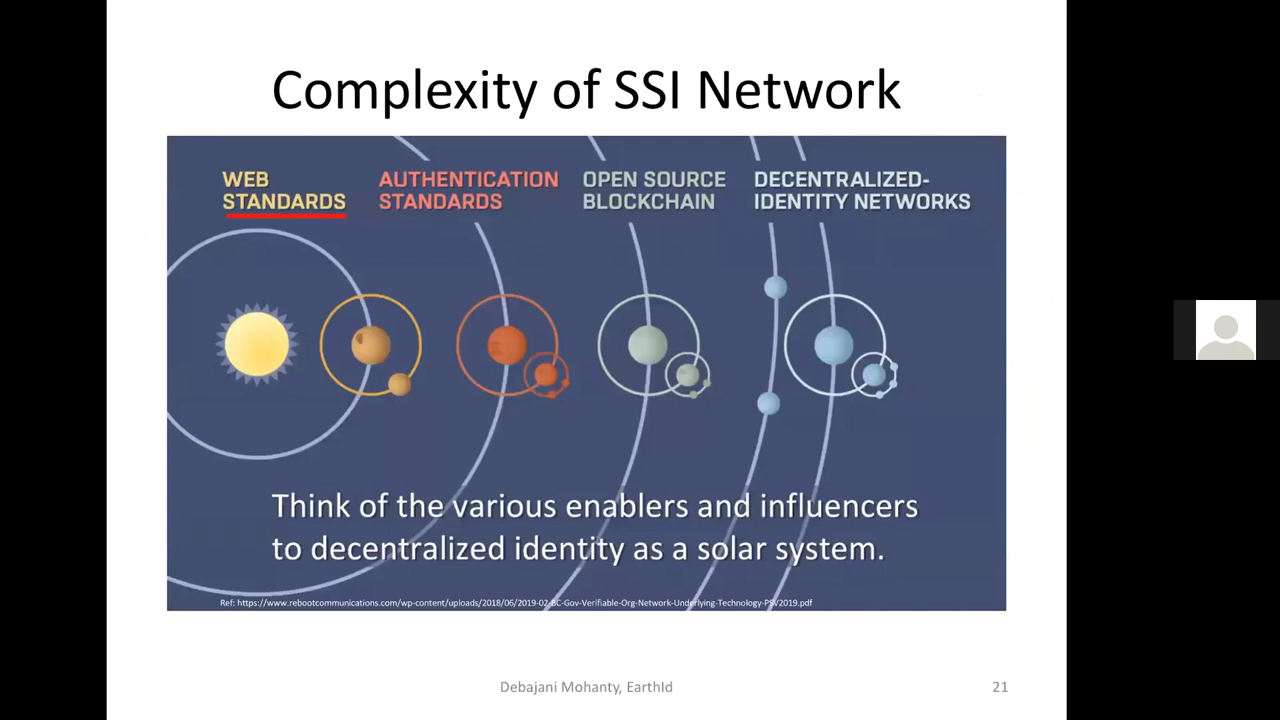 Complexity of SSI Network
WEB
STANDARDS
AUTHENTICATION
STANDARDS
OPEN SOURCE
BLOCKCHAIN
DECENTRALIZED-
IDENTITY NETWORKS
Think of the various enablers and influencers
to decentralized identity as a solar system.
Ref: https://www.rebootcommunications.com/wp-content/uploads/2018/06/2019-02-BC-Gov-Verifiable-Org-Network-Underlying-Technology-PSV2019.pdf
Debajani Mohanty, EarthId
21